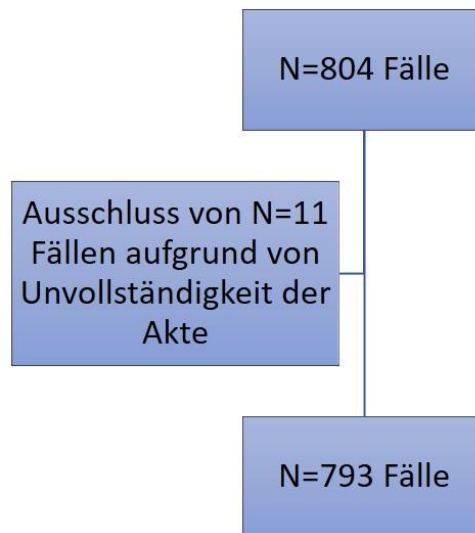 N=804 Fälle
Ausschluss von N=11
Fällen aufgrund von
Unvollständigkeit der
Akte
N=793 Fälle